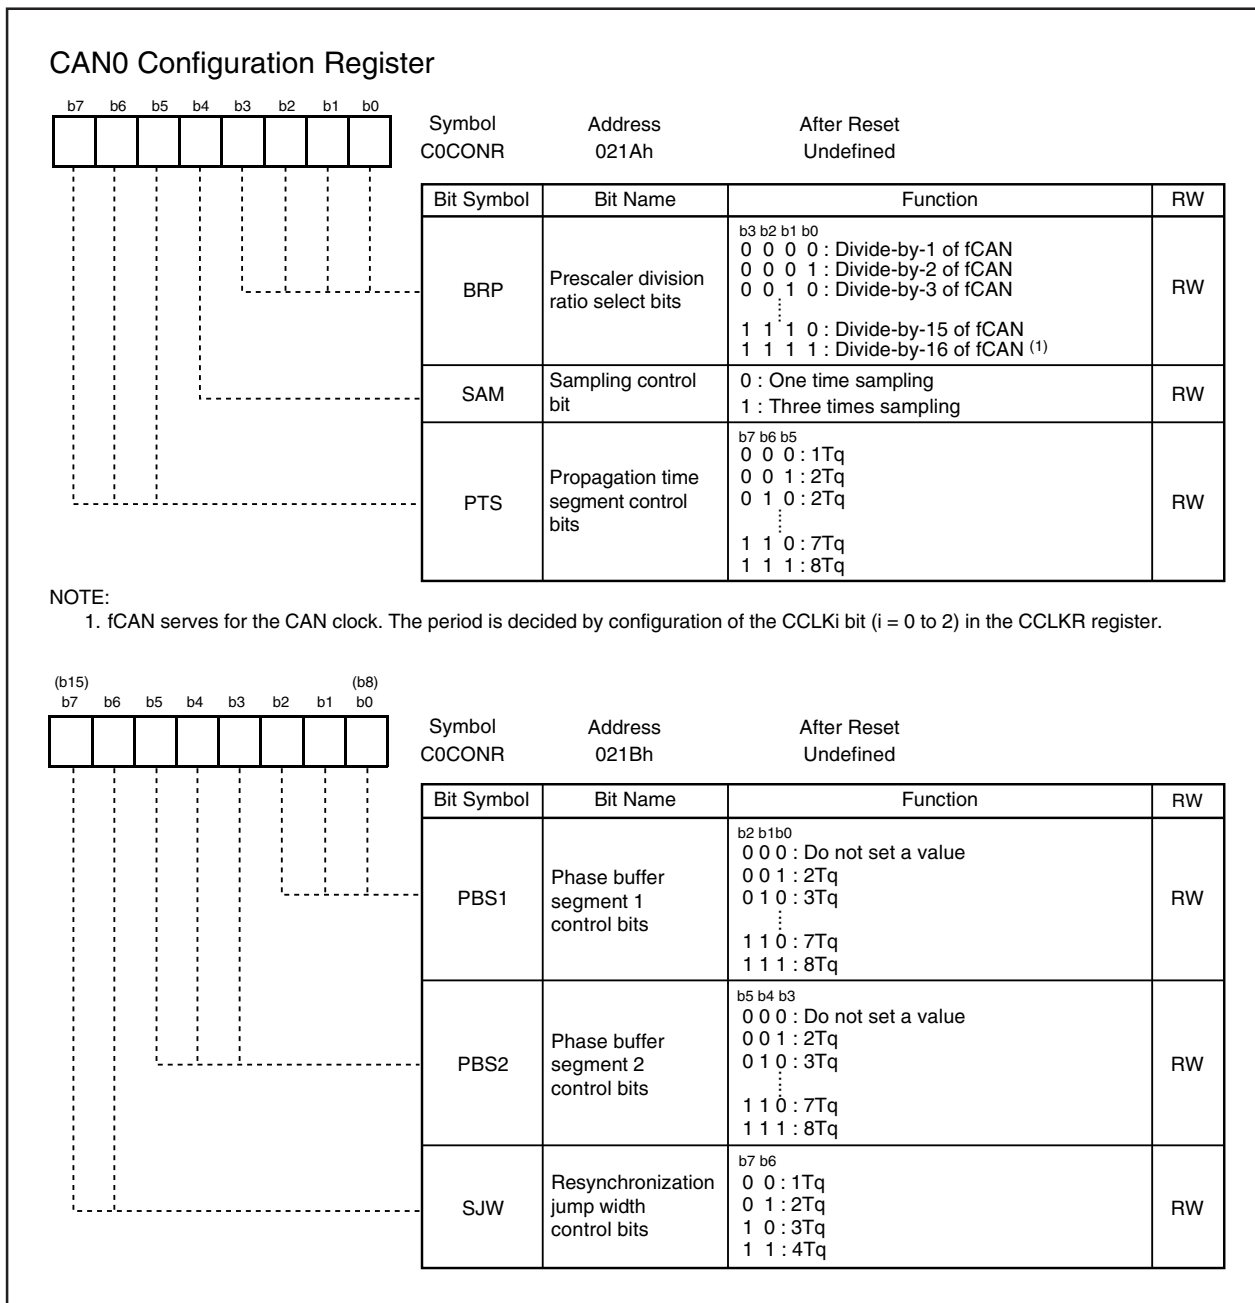 CAN0 Configuration Register
b7 b6 b5 b4 b3 b2 b1 b0
Symbol Address After Reset
C0CONR 021Ah Undefined
Bit Symbol Bit Name Function RW
BRP
Prescaler division
ratio select bits
b3 b2 b1 b0
0 0 0 0 : Divide-by-1 of fCAN
0 0 0 1 : Divide-by-2 of fCAN
0 0 1 0 : Divide-by-3 of fCAN
1 1 1 0 : Divide-by-15 of fCAN
1 1 1 1 : Divide-by-16 of fCAN (1)
RW
SAM
Sampling control
bit
0 : One time sampling
1 : Three times sampling
RW
PTS
Propagation time
segment control
bits
b7 b6 b5
0 0 0 : 1Tq
0 0 1 : 2Tq
0 1 0 : 2Tq
1 1 0 : 7Tq
1 1 1 : 8Tq
RW
NOTE:
1. fCAN serves for the CAN clock. The period is decided by configuration of the CCLKi bit (i = 0 to 2) in the CCLKR register.
(b15) (b8)
b7 b6 b5 b4 b3 b2 b1 b0
Symbol Address After Reset
C0CONR 021Bh Undefined
Bit Symbol Bit Name Function RW
PBS1
Phase buffer
segment 1
control bits
b2 b1b0
0 0 0 : Do not set a value
0 0 1 : 2Tq
0 1 0 : 3Tq
1 1 0 : 7Tq
1 1 1 : 8Tq
RW
PBS2
Phase buffer
segment 2
control bits
b5 b4 b3
0 0 0 : Do not set a value
0 0 1 : 2Tq
0 1 0 : 3Tq
1 1 0 : 7Tq
1 1 1 : 8Tq
RW
SJW
Resynchronization
jump width
control bits
b7 b6
0 0 : 1Tq
0 1 : 2Tq
1 0 : 3Tq
1 1 : 4Tq
RW